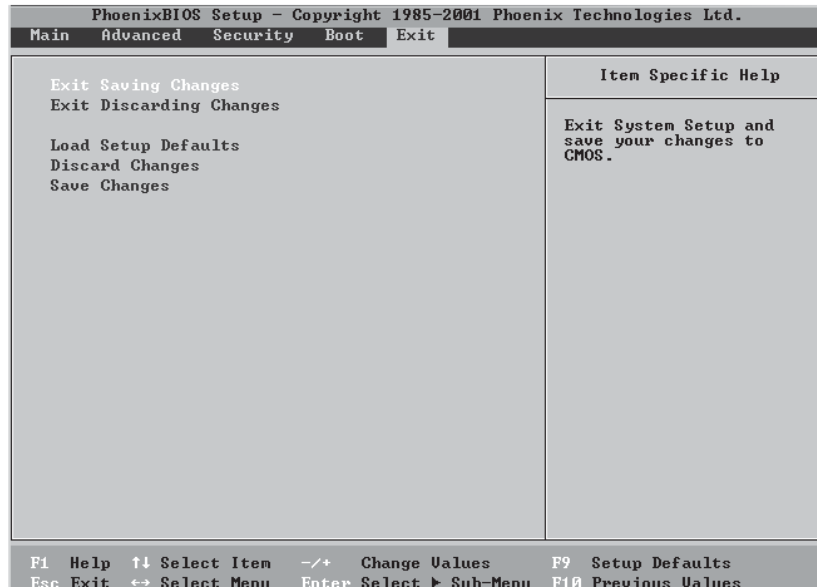 PhoenixBIOS Setup – Copyright 1985-2001 Phoenix Technologies Ltd.
Main Advanced Security Boot Exit
Exit Saving Changes
Exit Discarding Changes
Load Setup Defaults
Discard Changes
Save Changes
Item Specific Help
Exit System Setup and
save your changes to
CMOS.
F1 Help ↑↓ Select Item -/+ Change Values F9 Setup Defaults
Esc Exit ↔ Select Menu Enter Select ▶ Sub-Menu F10 Previous Values